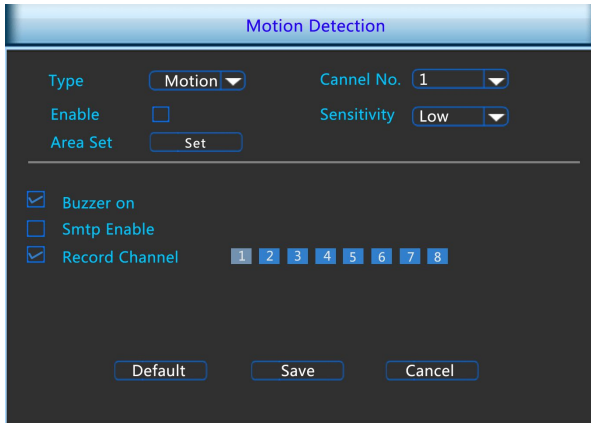 Motion Detection
Type Motion Cannel No. 1
Enable Sensitivity Low
Area Set Set
Buzzer on
Smtp Enable
Record Channel 1 2 3 4 5 6 7 8
Default Save Cancel